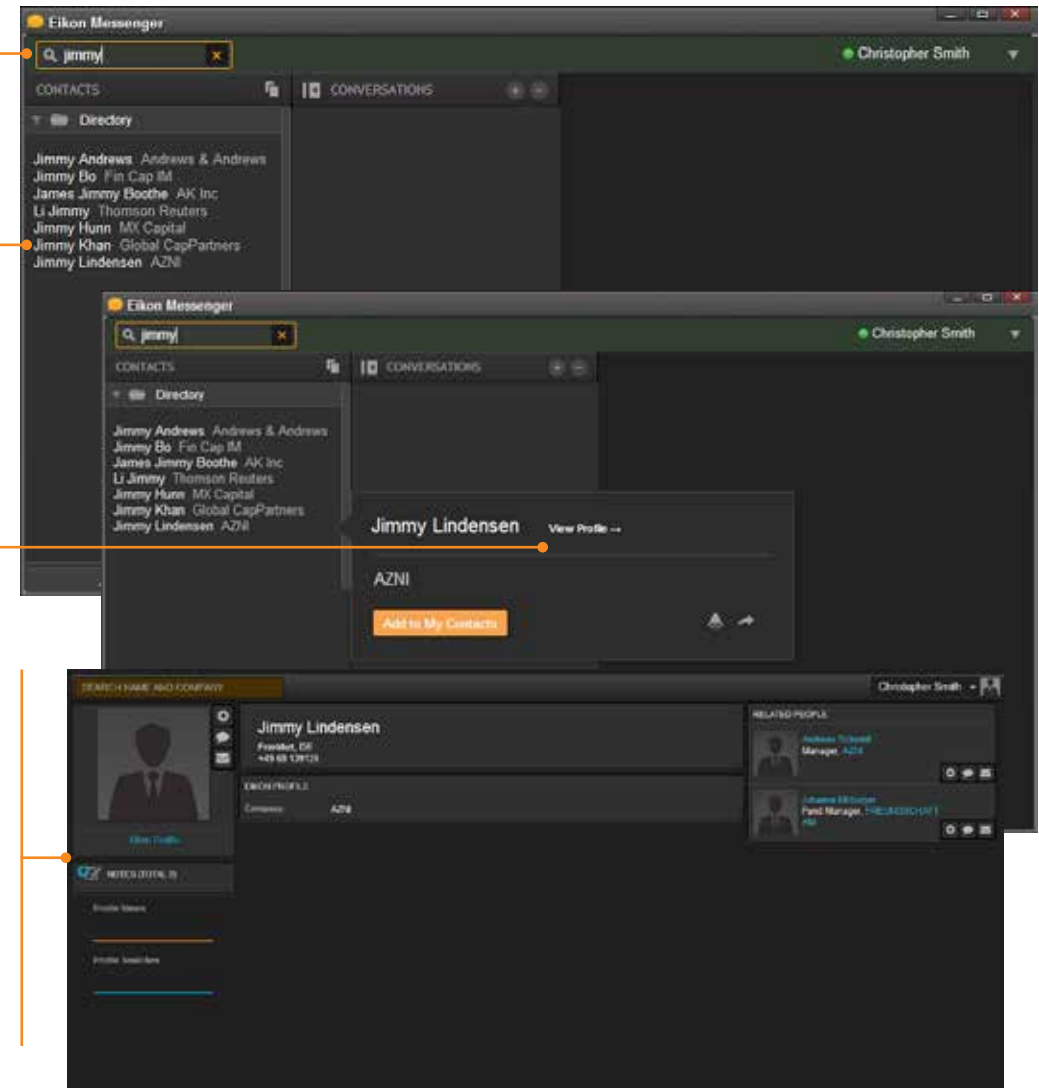 Eikon Messenger
jimmy
Christopher Smith
CONTACTS
CONVERSATIONS
Directory
Jimmy Andrews Andrews & Andrews
Jimmy Bo Fin Cap IM
James Jimmy Boothe AK Inc
Li Jimmy Thomson Reuters
Jimmy Hunn MX Capital
Jimmy Khan Global CapPartners
Jimmy Lindensen AZNI
Eikon Messenger
jimmy
Christopher Smith
CONTACTS
CONVERSATIONS
Directory
Jimmy Andrews Andrews & Andrews
Jimmy Bo Fin Cap IM
James Jimmy Boothe AK Inc
Li Jimmy Thomson Reuters
Jimmy Hunn MX Capital
Jimmy Khan Global CapPartners
Jimmy Lindensen AZNI
Jimmy Lindensen View Profile
AZNI
Add to My Contacts
SEARCH NAME AND COMPANY
Christopher Smith
Jimmy Lindensen
Frankfurt, DE
EIKON PROFILE
Company AZNI
RELATED PEOPLE
Manager, AZNI
Fund Manager,
NOTES
Profile Views